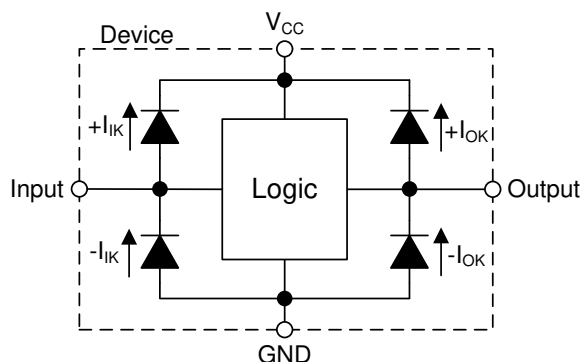 Device
V_CC
+I_IK
+I_OK
Input
Logic
Output
-I_IK
-I_OK
GND